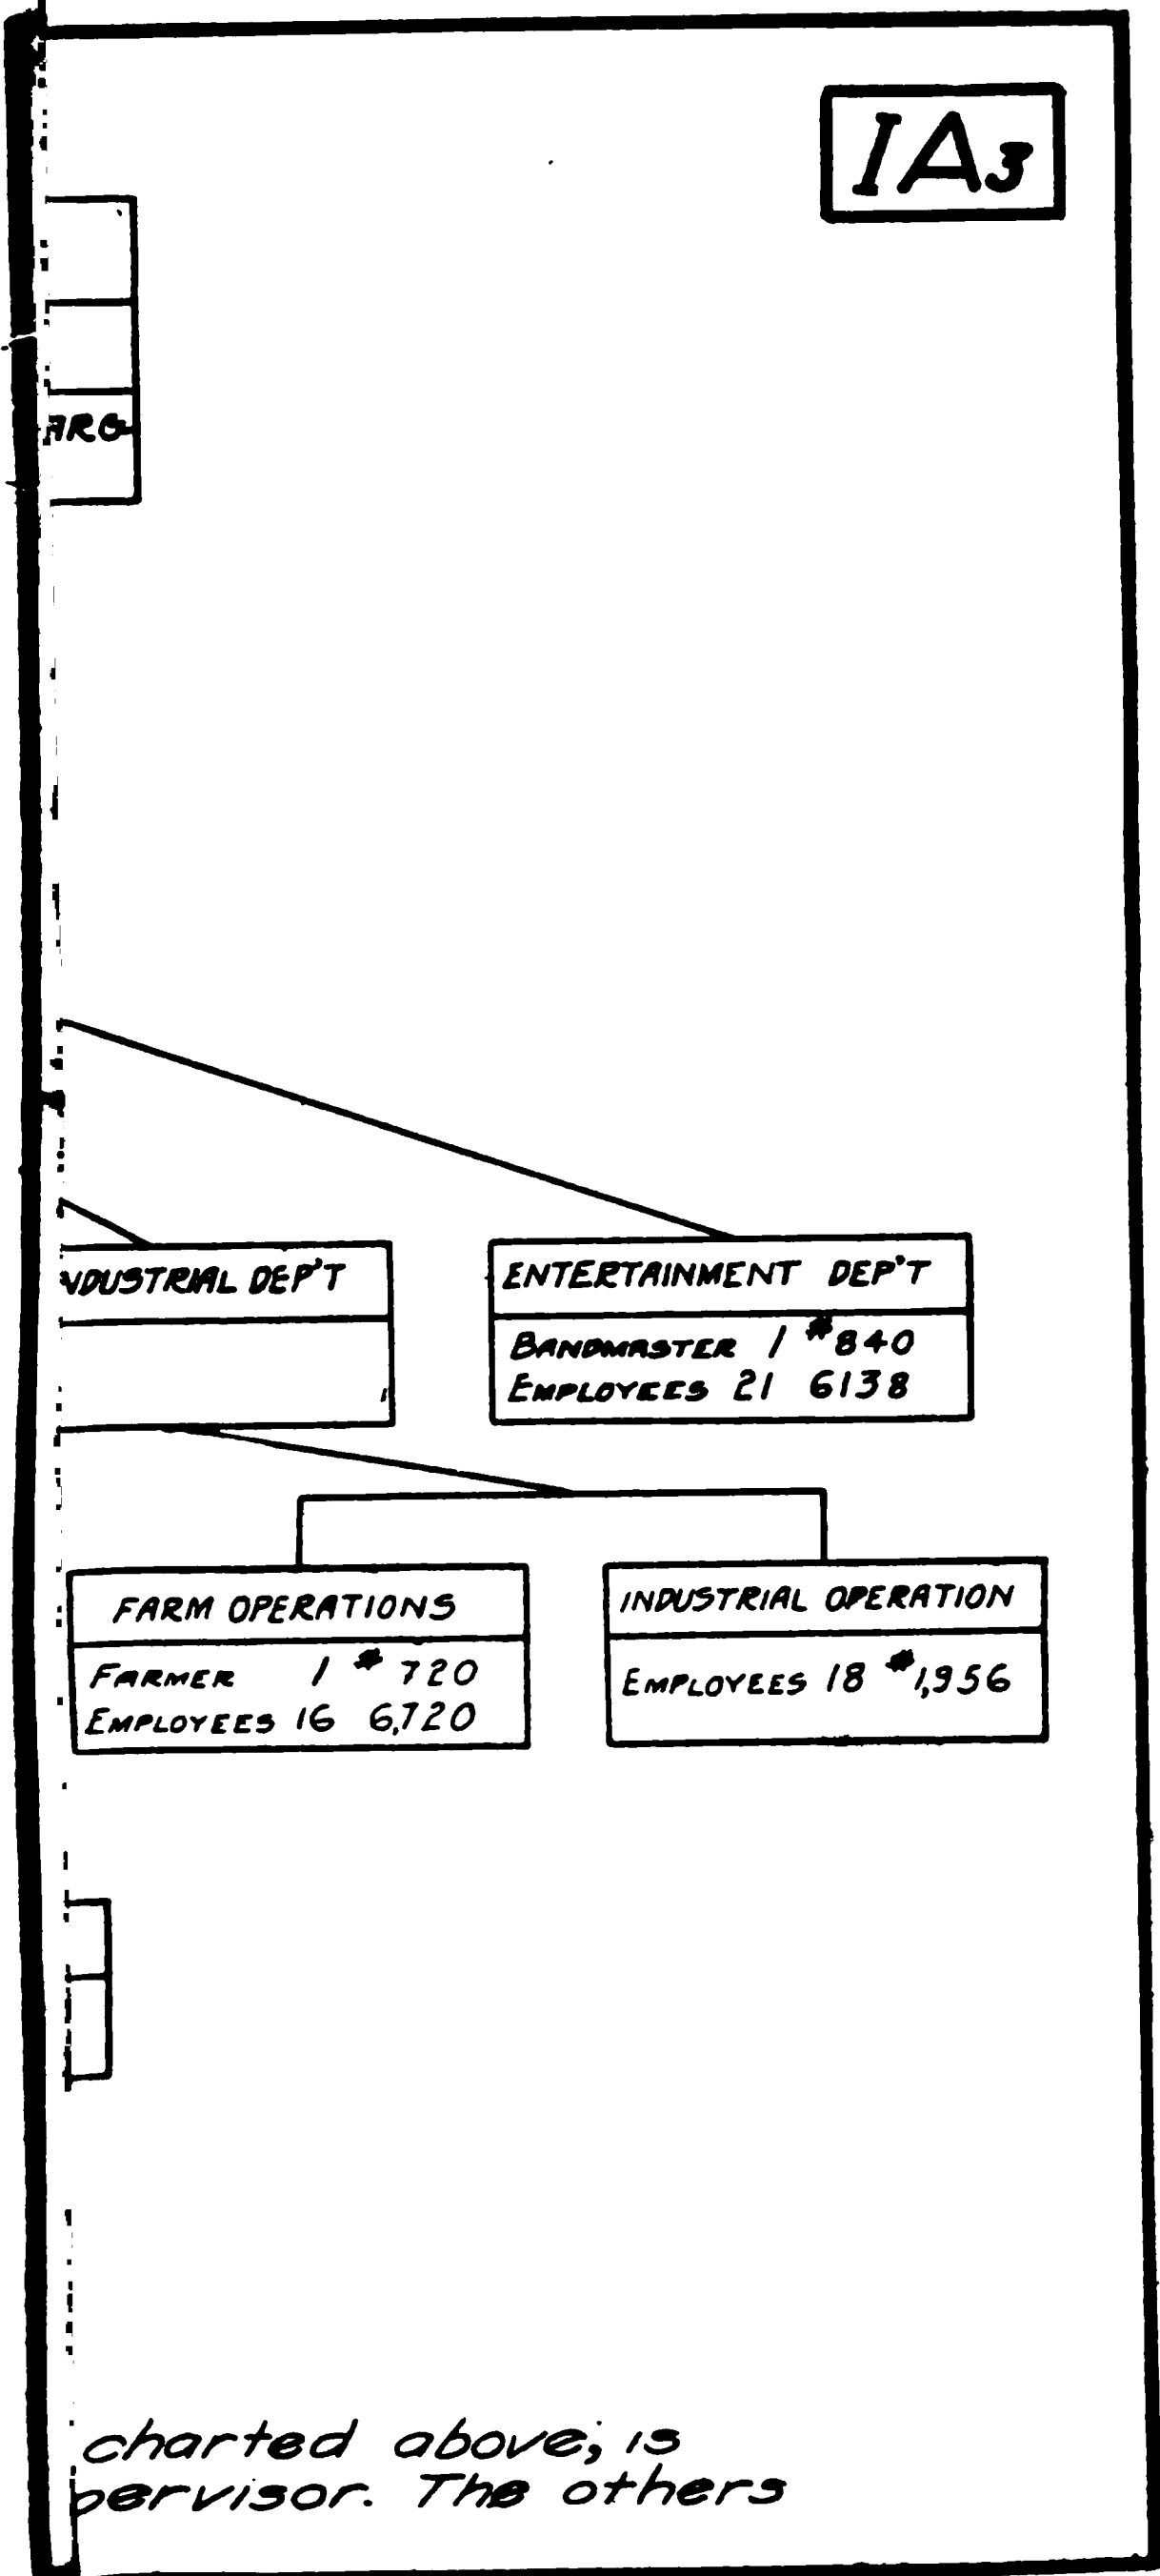 IA3
ARG
NDUSTRIAL DEP'T
ENTERTAINMENT DEP'T
BANDMASTER 1 $840
EMPLOYEES 21 6138
FARM OPERATIONS
FARMER 1 $720
EMPLOYEES 16 6,720
INDUSTRIAL OPERATION
EMPLOYEES 18 $1,956
charted above, is
pervisor. The others